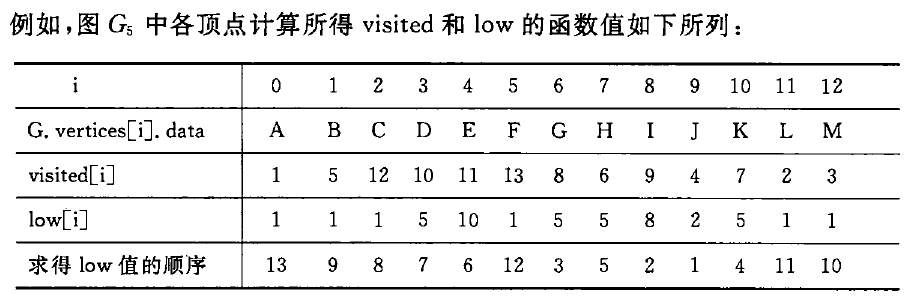 例如,图 G₅ 中各顶点计算所得 visited 和 low 的函数值如下所列:
i 0 1 2 3 4 5 6 7 8 9 10 11 12
G. vertices[i]. data A B C D E F G H I J K L M
visited[i] 1 5 12 10 11 13 8 6 9 4 7 2 3
low[i] 1 1 1 5 10 1 5 5 8 2 5 1 1
求得 low 值的顺序 13 9 8 7 6 12 3 5 2 1 4 11 10